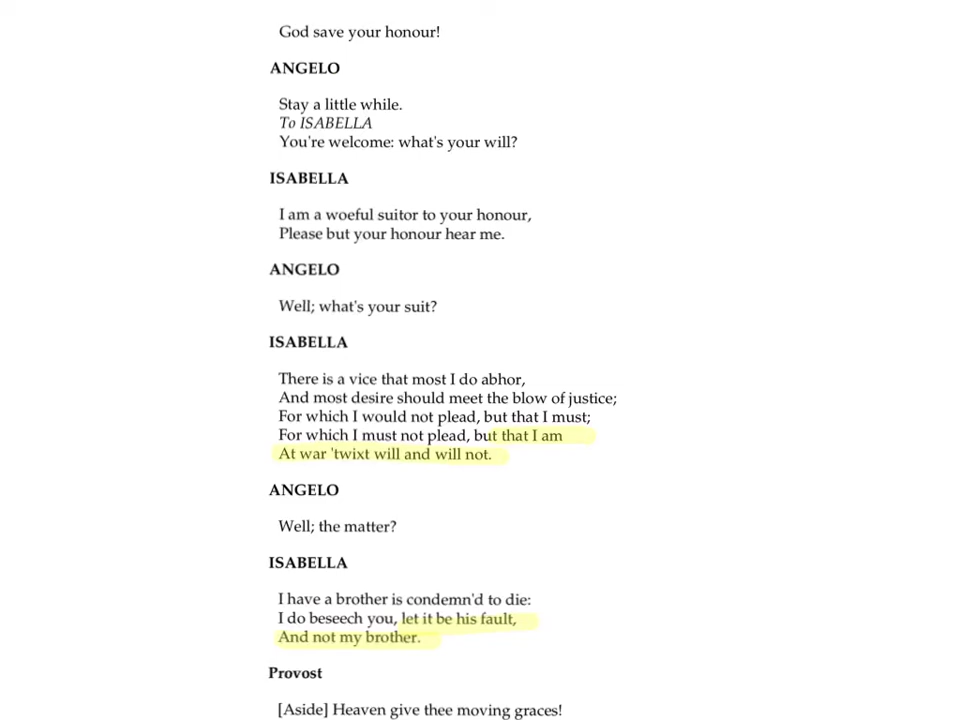 God save your honour!
ANGELO
Stay a little while.
To ISABELLA
You're welcome: what's your will?
ISABELLA
I am a woeful suitor to your honour,
Please but your honour hear me.
ANGELO
Well; what's your suit?
ISABELLA
There is a vice that most I do abhor,
And most desire should meet the blow of justice;
For which I would not plead, but that I must;
For which I must not plead, but that I am
At war 'twixt will and will not.
ANGELO
Well; the matter?
ISABELLA
I have a brother is condemn'd to die:
I do beseech you, let it be his fault,
And not my brother.
Provost
[Aside] Heaven give thee moving graces!